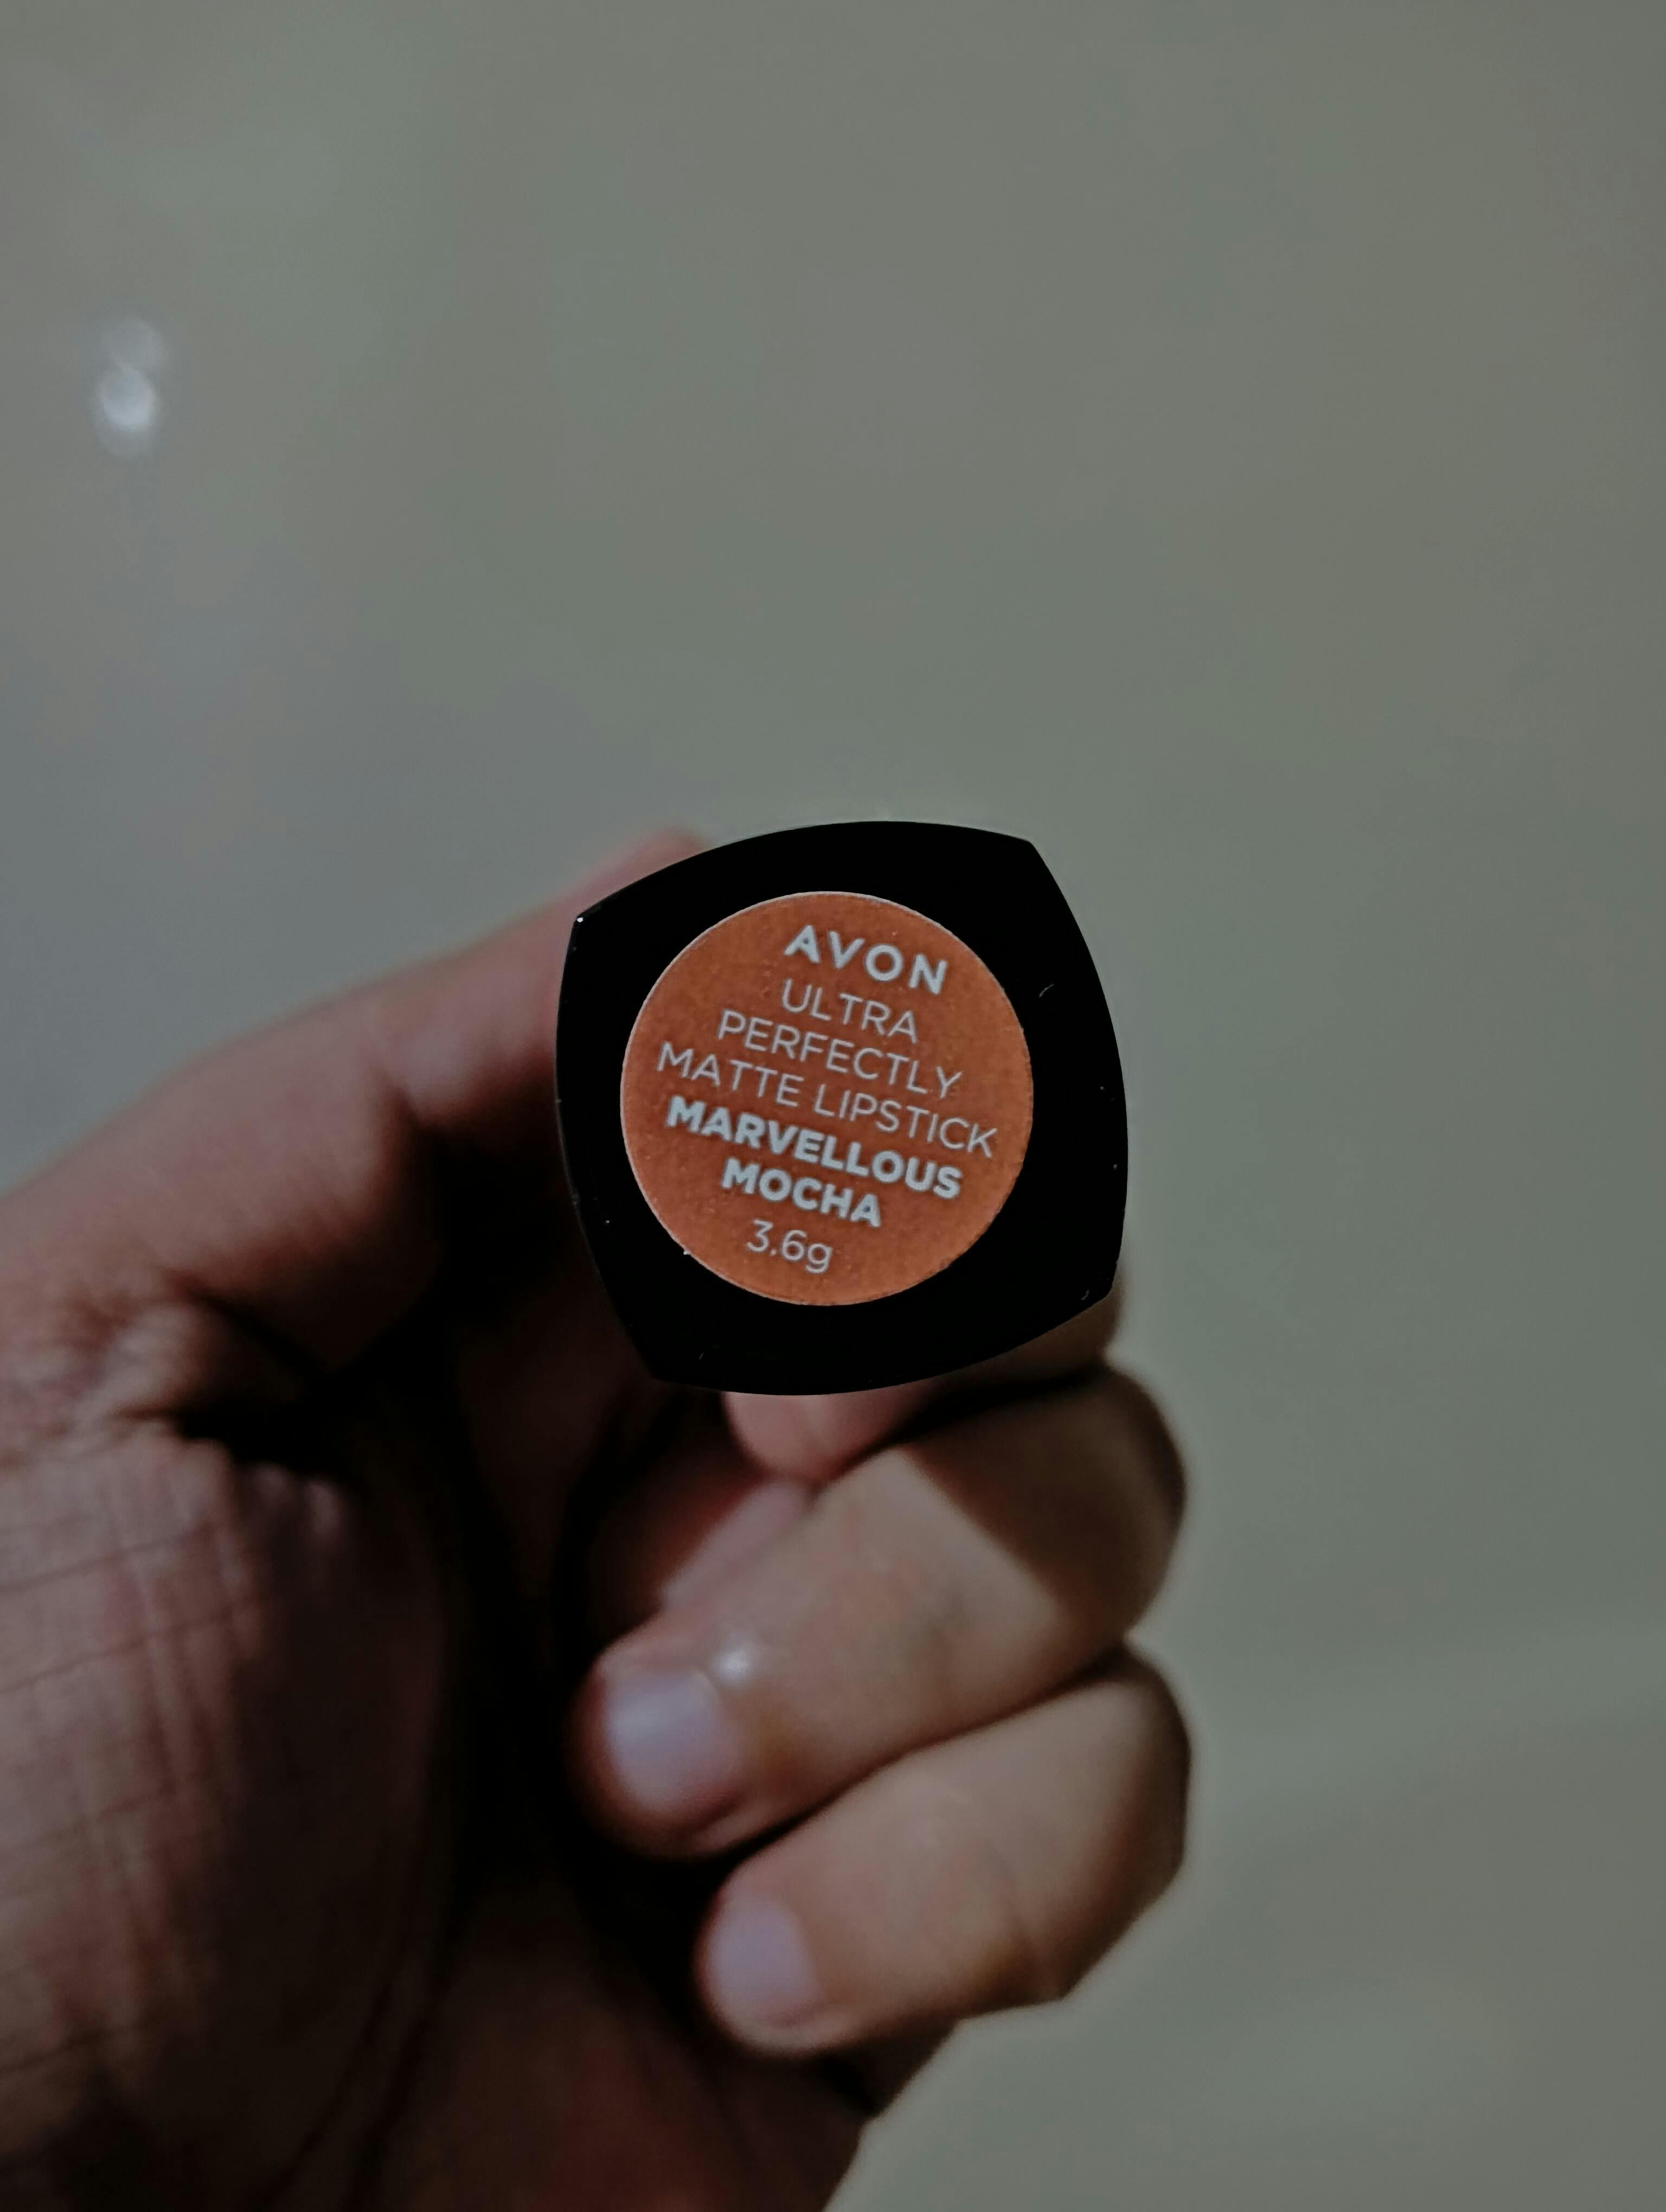 AVON
ULTRA
PERFECTLY
MATTE LIPSTICK
MARVELLOUS
MOCHA
3.6g